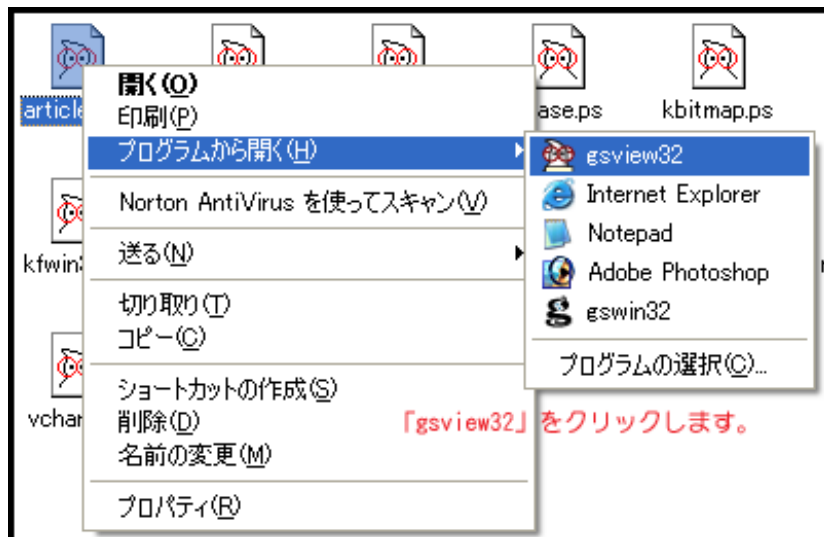 article
ase.ps
kbitmap.ps
開く(O)
印刷(P)
プログラムから開く(H)
Norton AntiVirus を使ってスキャン(V)
送る(N)
切り取り(T)
コピー(C)
ショートカットの作成(S)
削除(D)
名前の変更(M)
プロパティ(R)
gsview32
Internet Explorer
Notepad
Adobe Photoshop
gswin32
プログラムの選択(C)...
kfwin
vchar
「gsview32」をクリックします。